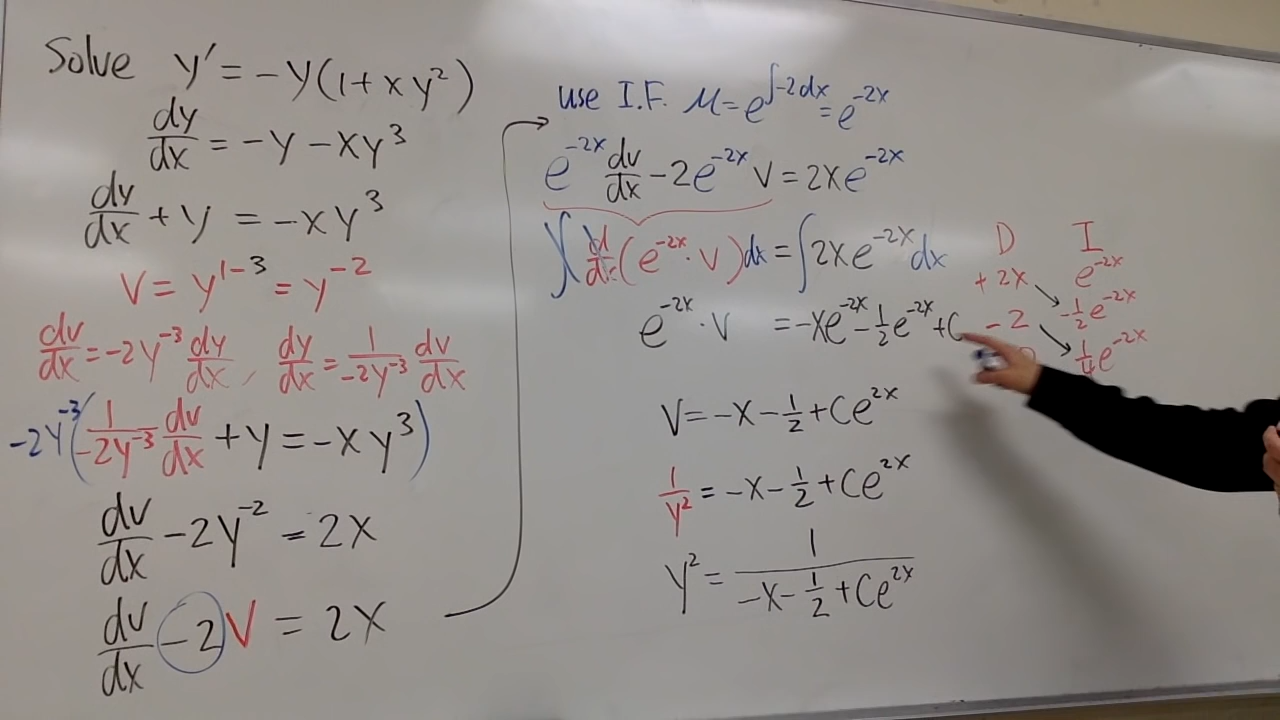 Solve y' = -y(1+xy²)
dy/dx = -y - xy³
dy/dx + y = -xy³
v = y^(1-3) = y^(-2)
dv/dx = -2y^(-3) dy/dx, dy/dx = 1/(-2y^(-3)) dv/dx
-2y^(-3)(1/(-2y^(-3)) dv/dx + y = -xy³)
dv/dx - 2y^(-2) = 2x
dv/dx - 2v = 2x
use I.F. μ = e^(∫-2dx) = e^(-2x)
e^(-2x) dv/dx - 2e^(-2x) v = 2xe^(-2x)
∫ d/dx (e^(-2x) · v) dx = ∫ 2xe^(-2x) dx
e^(-2x) · v = -xe^(-2x) - 1/2 e^(-2x) + C
v = -x - 1/2 + Ce^(2x)
1/y² = -x - 1/2 + Ce^(2x)
y² = 1/(-x - 1/2 + Ce^(2x))
D I
+ 2x e^(-2x)
- 2 -1/2 e^(-2x)
1/4 e^(-2x)